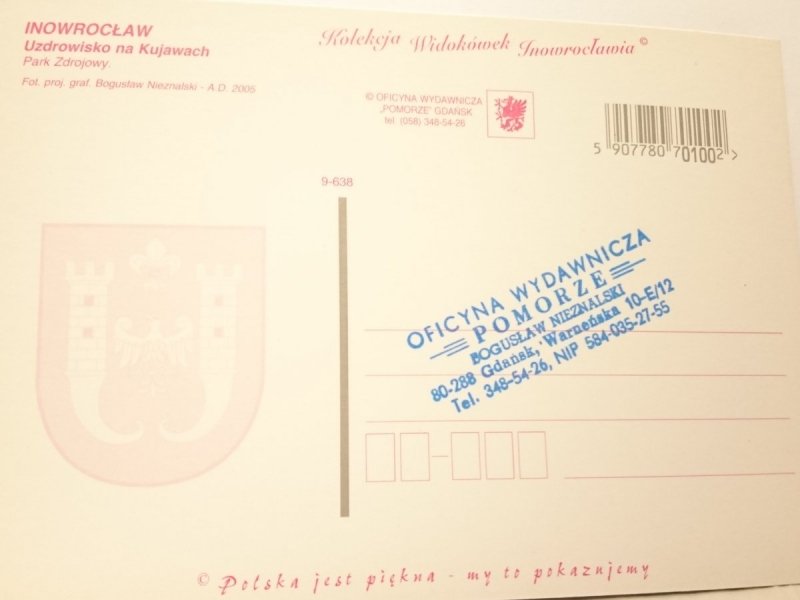 INOWROCŁAW
Uzdrowisko na Kujawach
Park Zdrojowy.
Fot. proj. graf. Bogusław Nieznalski - A.D. 2005
Kolekcja Widokówek Inowrocławia ©
© OFICYNA WYDAWNICZA
„POMORZE" GDAŃSK
tel. (058) 348-54-26
5 907780 701002 >
9-638
OFICYNA WYDAWNICZA
POMORZE
BOGUSŁAW NIEZNALSKI
80-288 Gdańsk, Warneńska 10-E/12
Tel. 348-54-26, NIP 584-035-27-55
© Polska jest piękna - my to pokazujemy